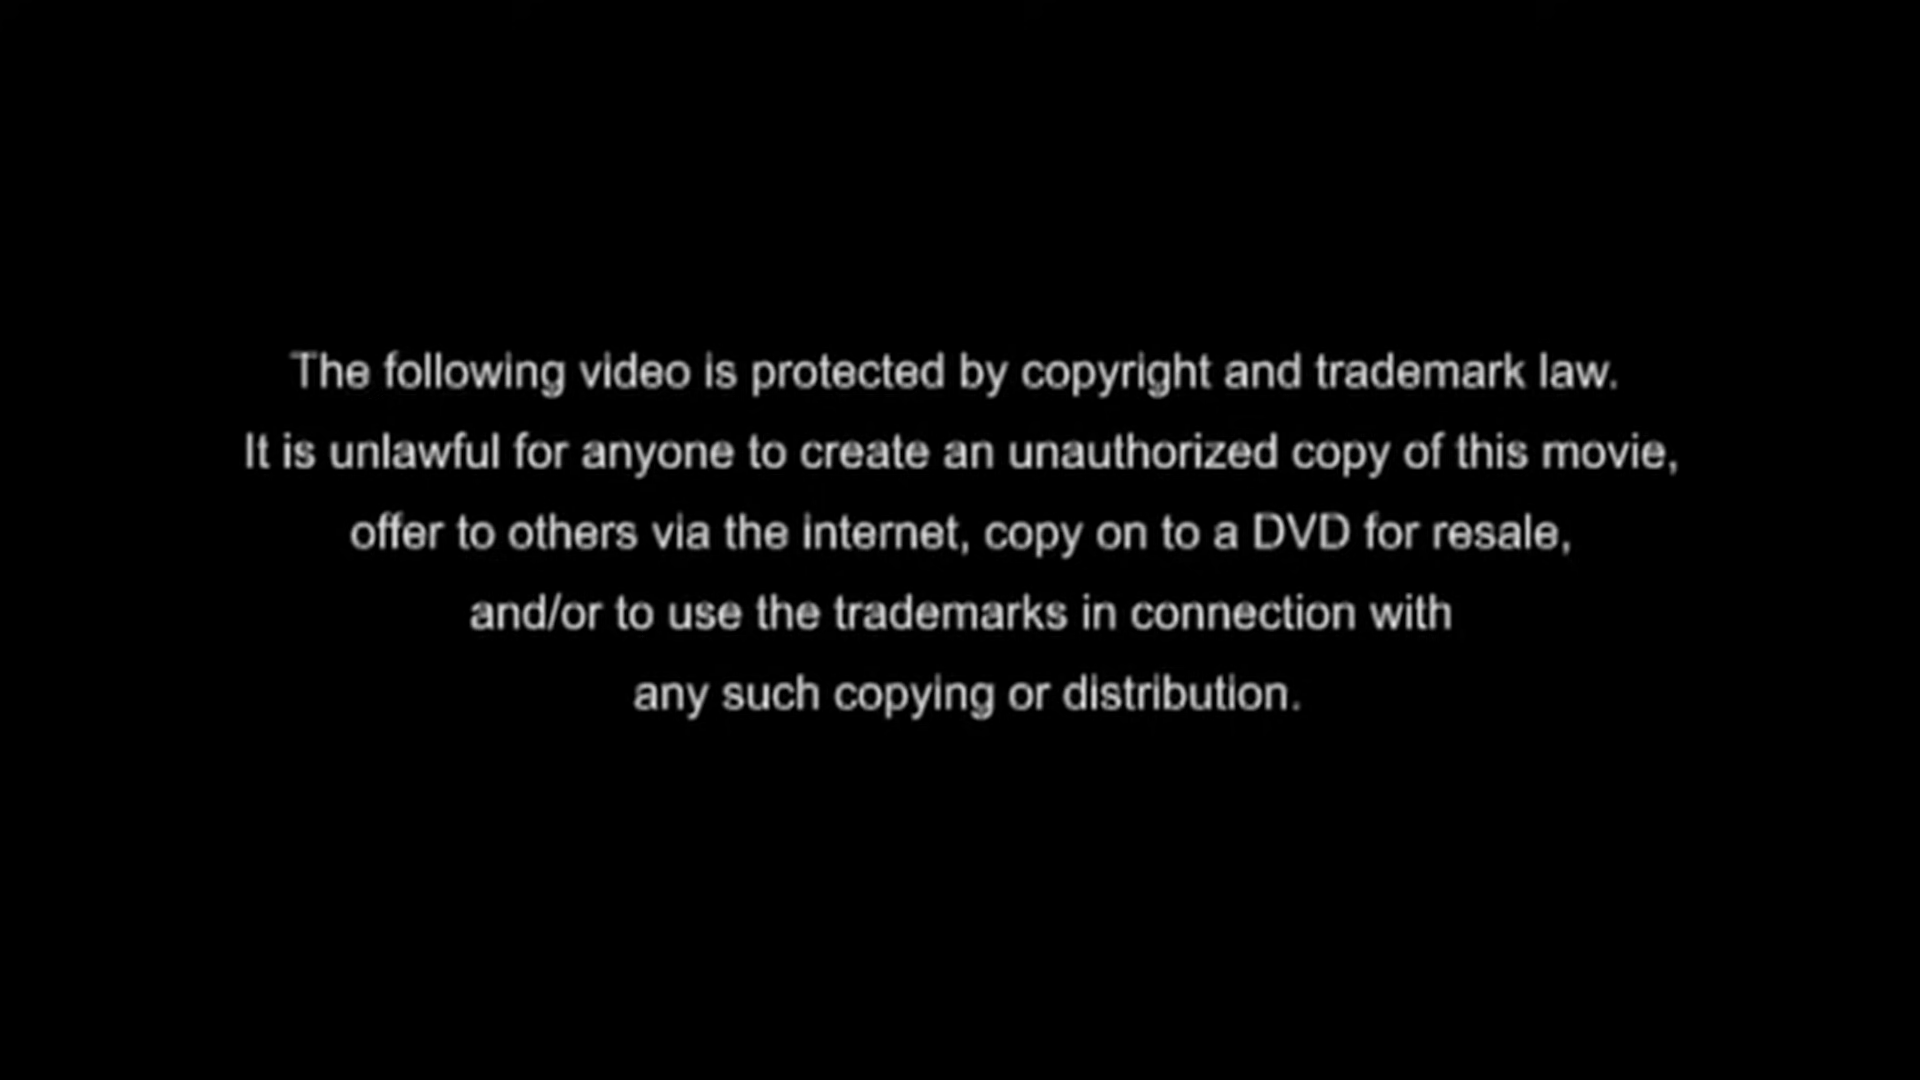 The following video is protected by copyright and trademark law.
It is unlawful for anyone to create an unauthorized copy of this movie,
offer to others via the internet, copy on to a DVD for resale,
and/or to use the trademarks in connection with
any such copying or distribution.